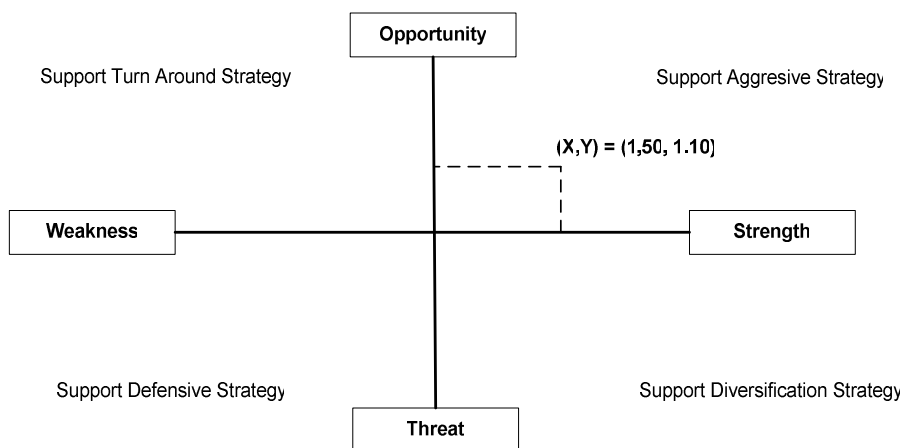 Opportunity
Support Turn Around Strategy
Support Aggresive Strategy
(X,Y) = (1,50, 1.10)
Weakness
Strength
Support Defensive Strategy
Support Diversification Strategy
Threat